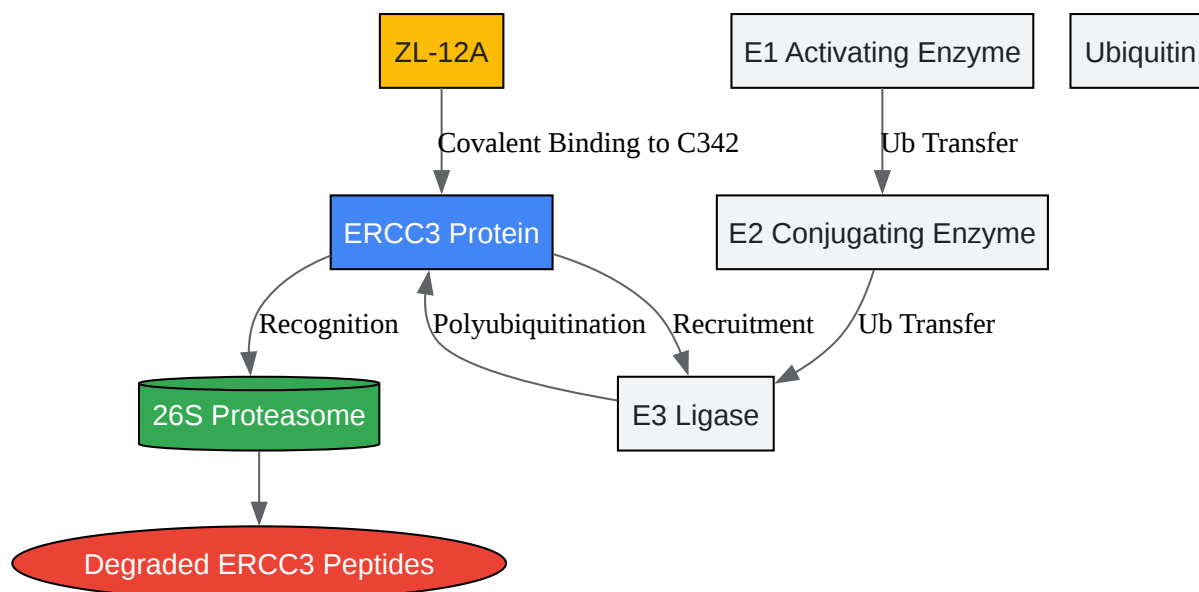 ZL-12A
E1 Activating Enzyme
Ubiquitin
Covalent Binding to C342
Ub Transfer
ERCC3 Protein
E2 Conjugating Enzyme
Recognition
Polyubiquitination
Recruitment
Ub Transfer
26S Proteasome
E3 Ligase
Degraded ERCC3 Peptides